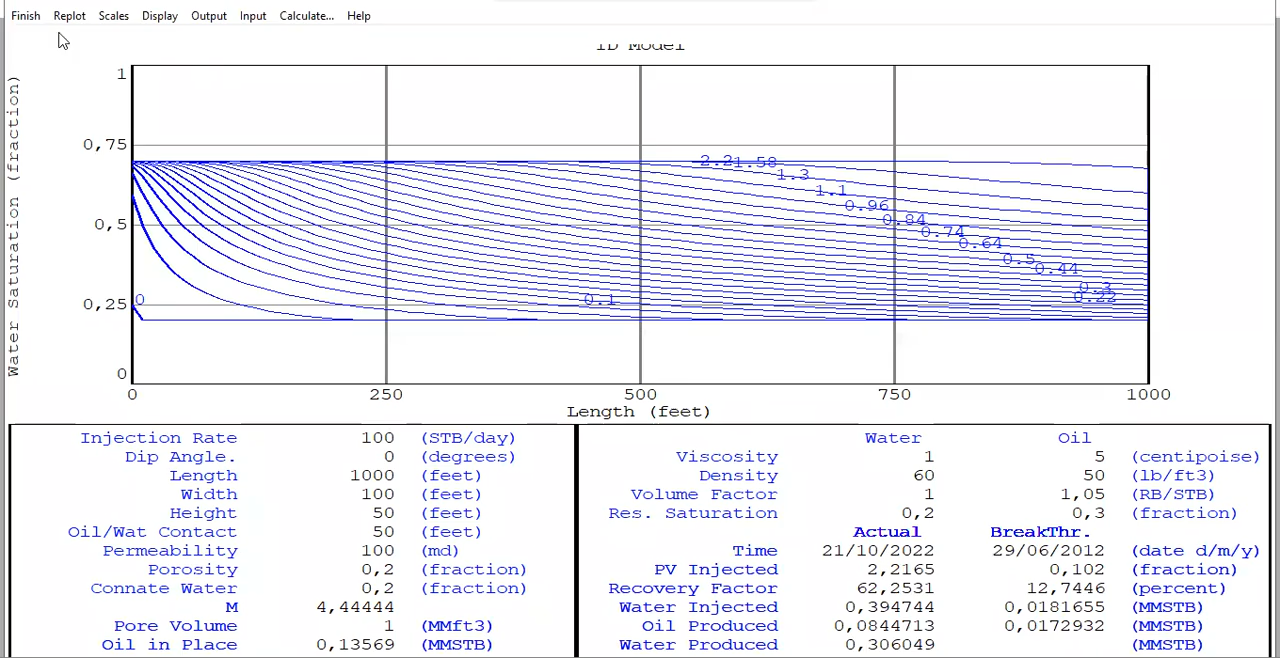 Finish Replot Scales Display Output Input Calculate... Help
1D Model
Water Saturation (fraction)
1
0,75
0,5
0,25
0
2.2 1.58
1.3
1.1
0.96
0.84
0.74
0.64
0.5
0.44
0.3
0.22
0.1
0
0 250 500 750 1000
Length (feet)
Injection Rate 100 (STB/day)
Dip Angle. 0 (degrees)
Length 1000 (feet)
Width 100 (feet)
Height 50 (feet)
Oil/Wat Contact 50 (feet)
Permeability 100 (md)
Porosity 0,2 (fraction)
Connate Water 0,2 (fraction)
M 4,44444
Pore Volume 1 (MMft3)
Oil in Place 0,13569 (MMSTB)
Water Oil
Viscosity 1 5 (centipoise)
Density 60 50 (lb/ft3)
Volume Factor 1 1,05 (RB/STB)
Res. Saturation 0,2 0,3 (fraction)
Actual BreakThr.
Time 21/10/2022 29/06/2012 (date d/m/y)
PV Injected 2,2165 0,102 (fraction)
Recovery Factor 62,2531 12,7446 (percent)
Water Injected 0,394744 0,0181655 (MMSTB)
Oil Produced 0,0844713 0,0172932 (MMSTB)
Water Produced 0,306049 (MMSTB)